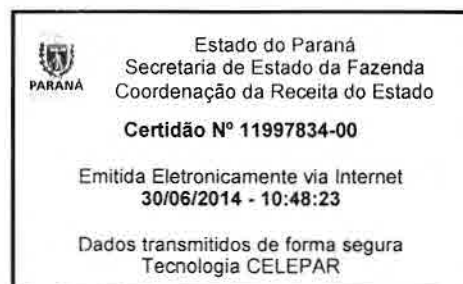 PARANÁ
Estado do Paraná
Secretaria de Estado da Fazenda
Coordenação da Receita do Estado
Certidão Nº 11997834-00
Emitida Eletronicamente via Internet
30/06/2014 - 10:48:23
Dados transmitidos de forma segura
Tecnologia CELEPAR